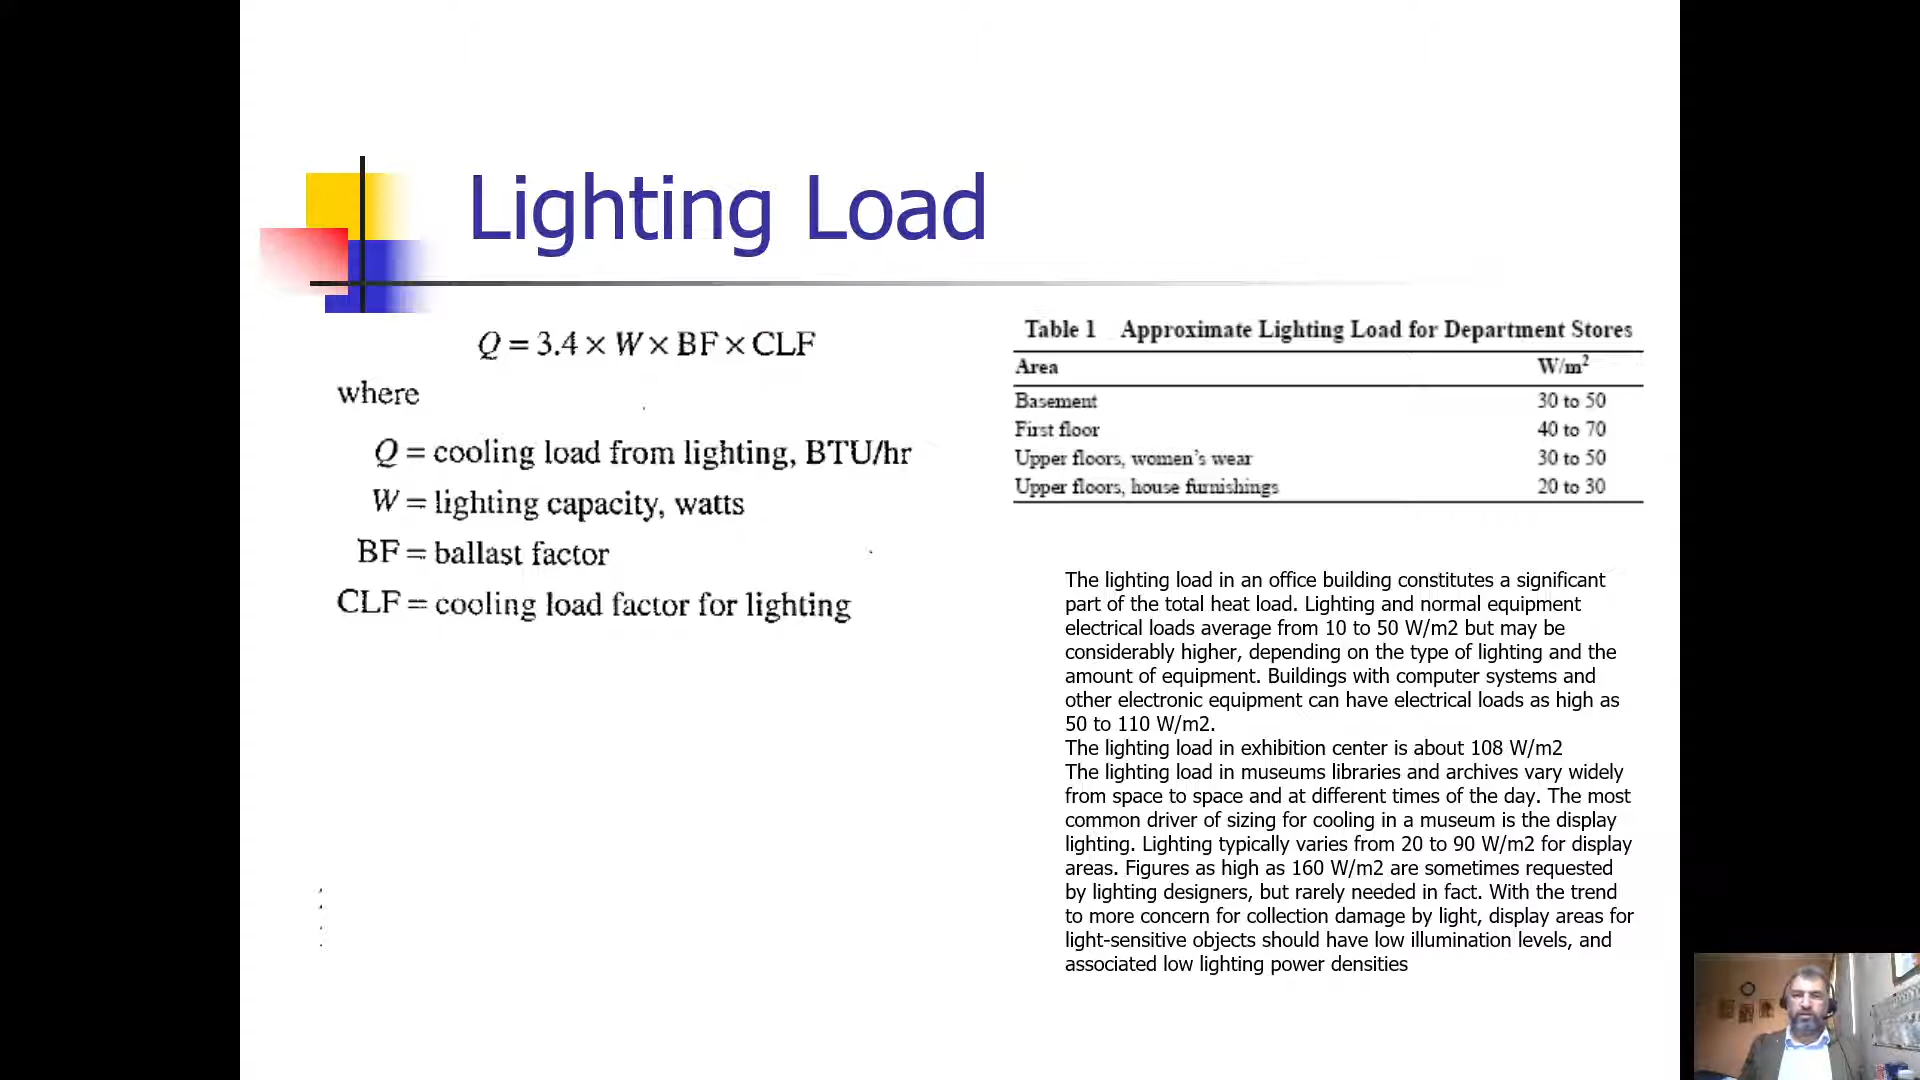 Lighting Load
Q = 3.4 × W × BF × CLF
where
Q = cooling load from lighting, BTU/hr
W = lighting capacity, watts
BF = ballast factor
CLF = cooling load factor for lighting
Table 1 Approximate Lighting Load for Department Stores
Area W/m²
Basement 30 to 50
First floor 40 to 70
Upper floors, women's wear 30 to 50
Upper floors, house furnishings 20 to 30
The lighting load in an office building constitutes a significant
part of the total heat load. Lighting and normal equipment
electrical loads average from 10 to 50 W/m2 but may be
considerably higher, depending on the type of lighting and the
amount of equipment. Buildings with computer systems and
other electronic equipment can have electrical loads as high as
50 to 110 W/m2.
The lighting load in exhibition center is about 108 W/m2
The lighting load in museums libraries and archives vary widely
from space to space and at different times of the day. The most
common driver of sizing for cooling in a museum is the display
lighting. Lighting typically varies from 20 to 90 W/m2 for display
areas. Figures as high as 160 W/m2 are sometimes requested
by lighting designers, but rarely needed in fact. With the trend
to more concern for collection damage by light, display areas for
light-sensitive objects should have low illumination levels, and
associated low lighting power densities